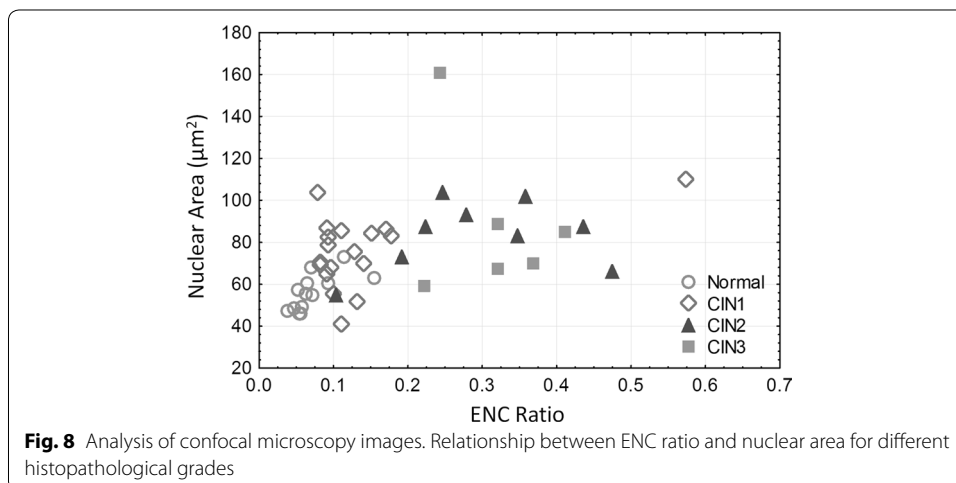 180
160
140
120
100
80
60
40
20
Nuclear Area (µm²)
0.0 0.1 0.2 0.3 0.4 0.5 0.6 0.7
ENC Ratio
Normal
CIN1
CIN2
CIN3
Fig. 8 Analysis of confocal microscopy images. Relationship between ENC ratio and nuclear area for different
histopathological grades